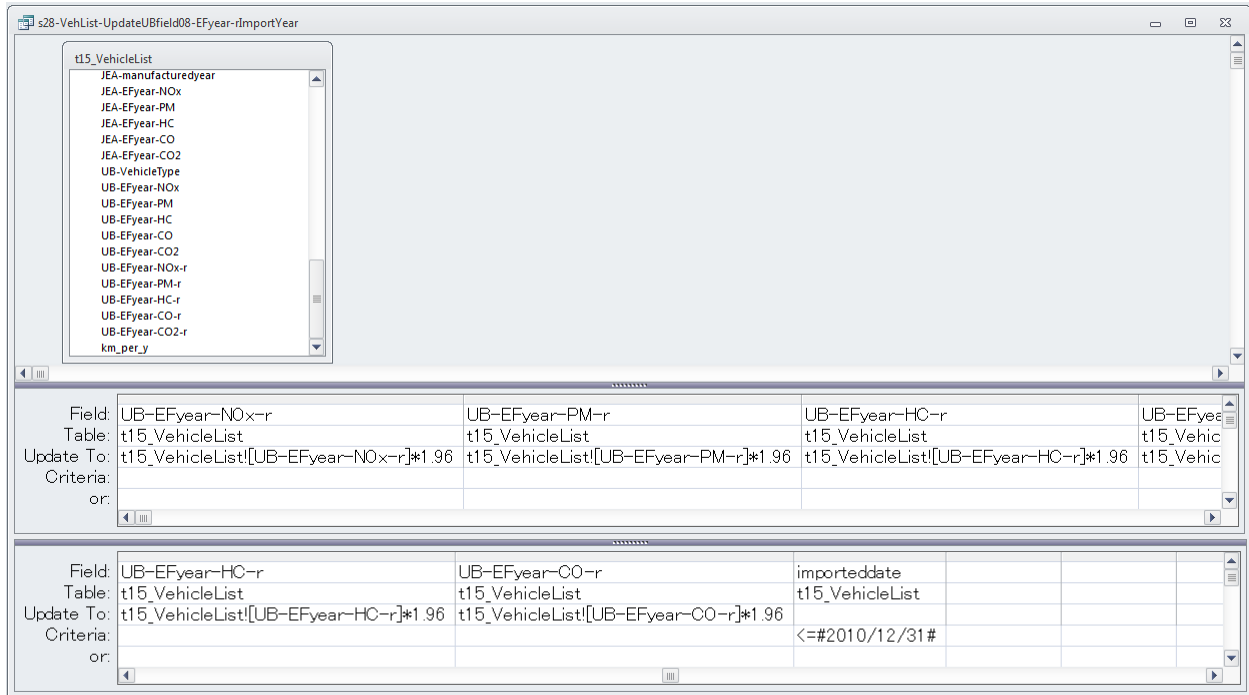 s28-VehList-UpdateUBfield08-EFyear-rImportYear
t15_VehicleList
JEA-manufacturedyear
JEA-EFyear-NOx
JEA-EFyear-PM
JEA-EFyear-HC
JEA-EFyear-CO
JEA-EFyear-CO2
UB-VehicleType
UB-EFyear-NOx
UB-EFyear-PM
UB-EFyear-HC
UB-EFyear-CO
UB-EFyear-CO2
UB-EFyear-NOx-r
UB-EFyear-PM-r
UB-EFyear-HC-r
UB-EFyear-CO-r
UB-EFyear-CO2-r
km_per_y
Field: UB-EFyear-NOx-r UB-EFyear-PM-r UB-EFyear-HC-r UB-EFyea
Table: t15_VehicleList t15_VehicleList t15_VehicleList t15_Vehic
Update To: t15_VehicleList![UB-EFyear-NOx-r]*1.96 t15_VehicleList![UB-EFyear-PM-r]*1.96 t15_VehicleList![UB-EFyear-HC-r]*1.96 t15_Vehic
Criteria:
or:
Field: UB-EFyear-HC-r UB-EFyear-CO-r importeddate
Table: t15_VehicleList t15_VehicleList t15_VehicleList
Update To: t15_VehicleList![UB-EFyear-HC-r]*1.96 t15_VehicleList![UB-EFyear-CO-r]*1.96
Criteria: <=#2010/12/31#
or: